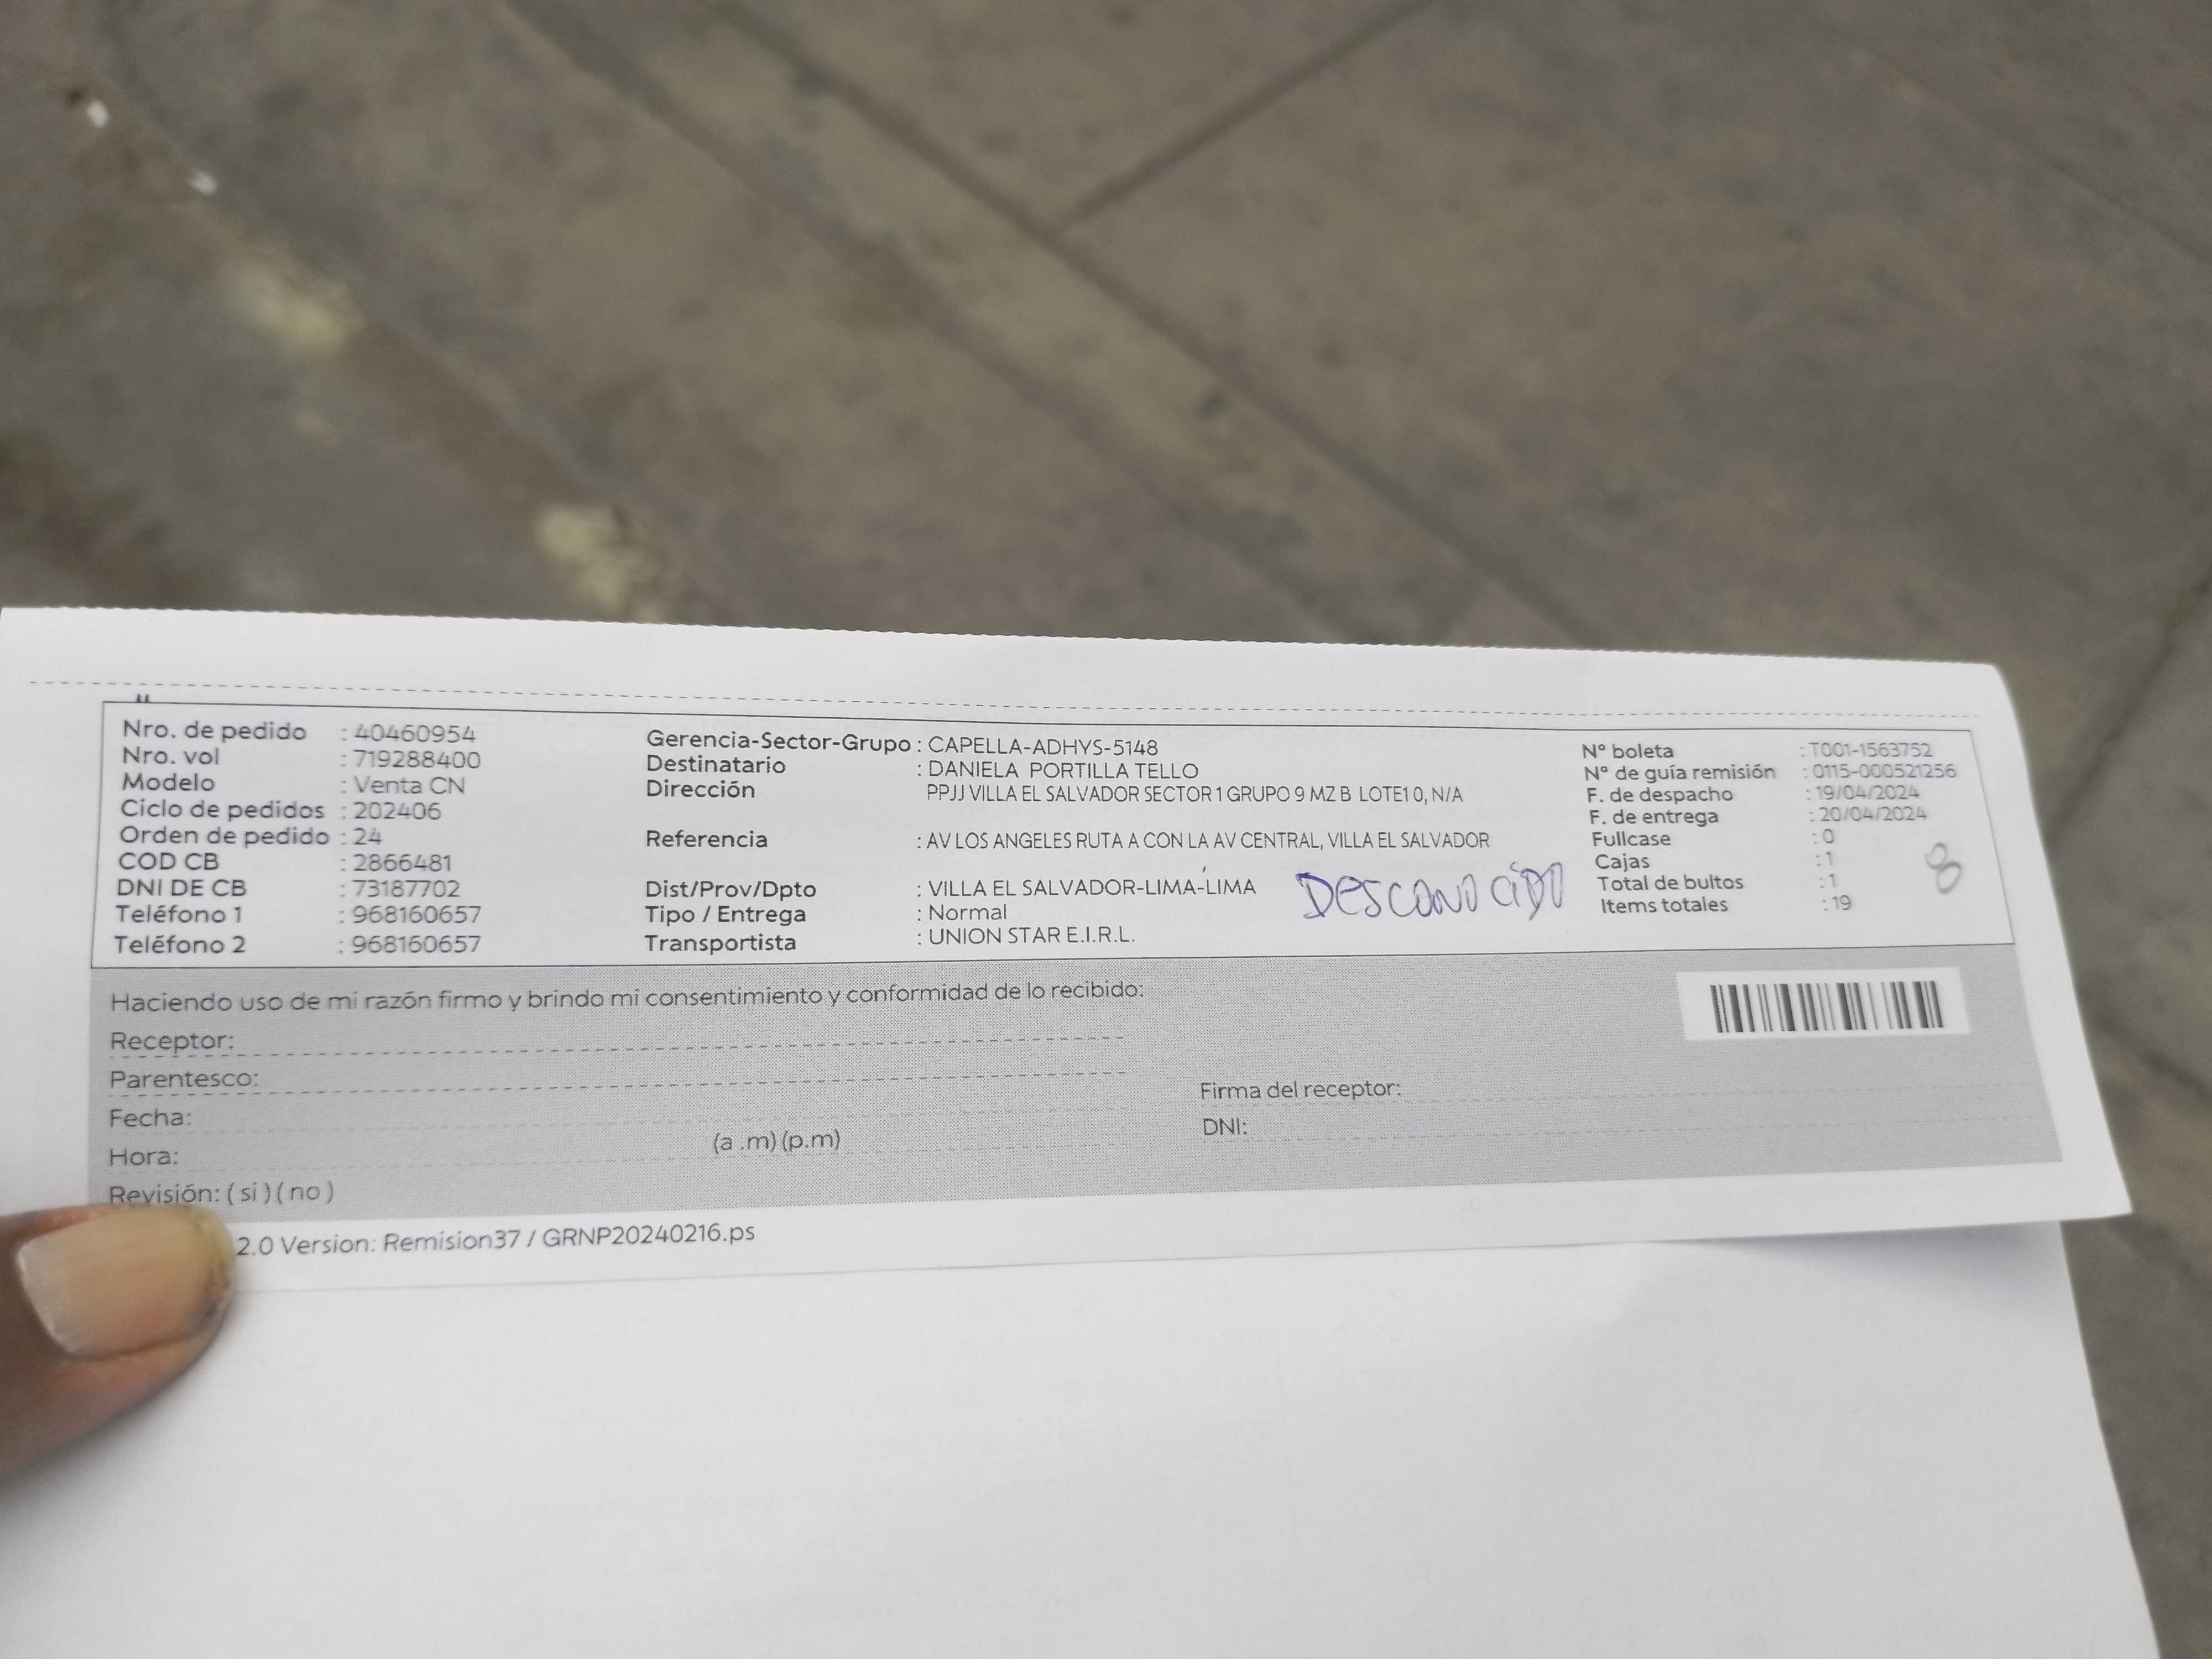 Nro. de pedido : 40460954
Nro. vol : 719288400
Modelo : Venta CN
Ciclo de pedidos : 202406
Orden de pedido : 24
COD CB : 2866481
DNI DE CB : 73187702
Teléfono 1 : 968160657
Teléfono 2 : 968160657
Gerencia-Sector-Grupo : CAPELLA-ADHYS-5148
Destinatario : DANIELA PORTILLA TELLO
Dirección PPJJ VILLA EL SALVADOR SECTOR 1 GRUPO 9 MZ B LOTE1 0, N/A
Referencia : AV LOS ANGELES RUTA A CON LA AV CENTRAL, VILLA EL SALVADOR
Dist/Prov/Dpto : VILLA EL SALVADOR-LIMA-LIMA
Tipo / Entrega : Normal
Transportista : UNION STAR E.I.R.L.
DESCONOCIDO
N° boleta : T001-1563752
N° de guía remisión : 0115-000521256
F. de despacho : 19/04/2024
F. de entrega : 20/04/2024
Fullcase : 0
Cajas : 1
Total de bultos : 1
Items totales : 19
8
Haciendo uso de mi razón firmo y brindo mi consentimiento y conformidad de lo recibido:
Receptor:
Parentesco:
Fecha:
Hora: (a .m) (p.m)
Revisión: ( si ) ( no )
Firma del receptor:
DNI:
2.0 Version: Remision37 / GRNP20240216.ps